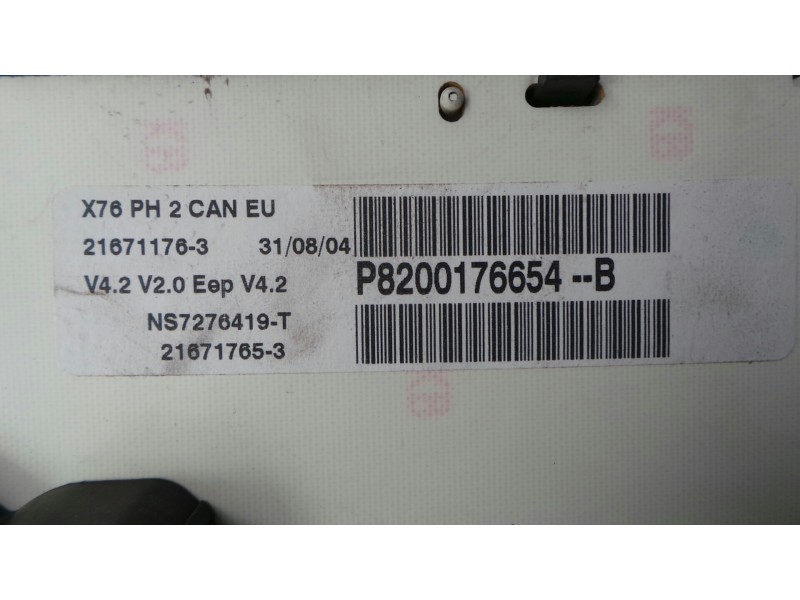 X76 PH 2 CAN EU
21671176-3 31/08/04
V4.2 V2.0 Eep V4.2
P8200176654 --B
NS7276419-T
21671765-3